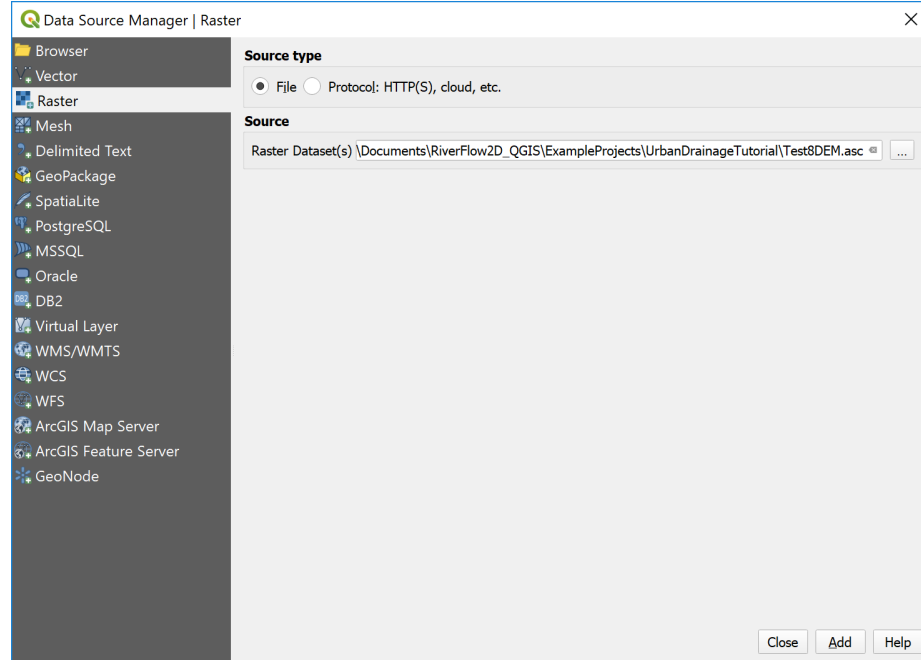 Data Source Manager | Raster
Browser
Vector
Raster
Mesh
Delimited Text
GeoPackage
SpatiaLite
PostgreSQL
MSSQL
Oracle
DB2
DB2
Virtual Layer
WMS/WMTS
WCS
WFS
ArcGIS Map Server
ArcGIS Feature Server
GeoNode
Source type
File Protocol: HTTP(S), cloud, etc.
Source
Raster Dataset(s) \Documents\RiverFlow2D_QGIS\ExampleProjects\UrbanDrainageTutorial\Test8DEM.asc ...
Close Add Help